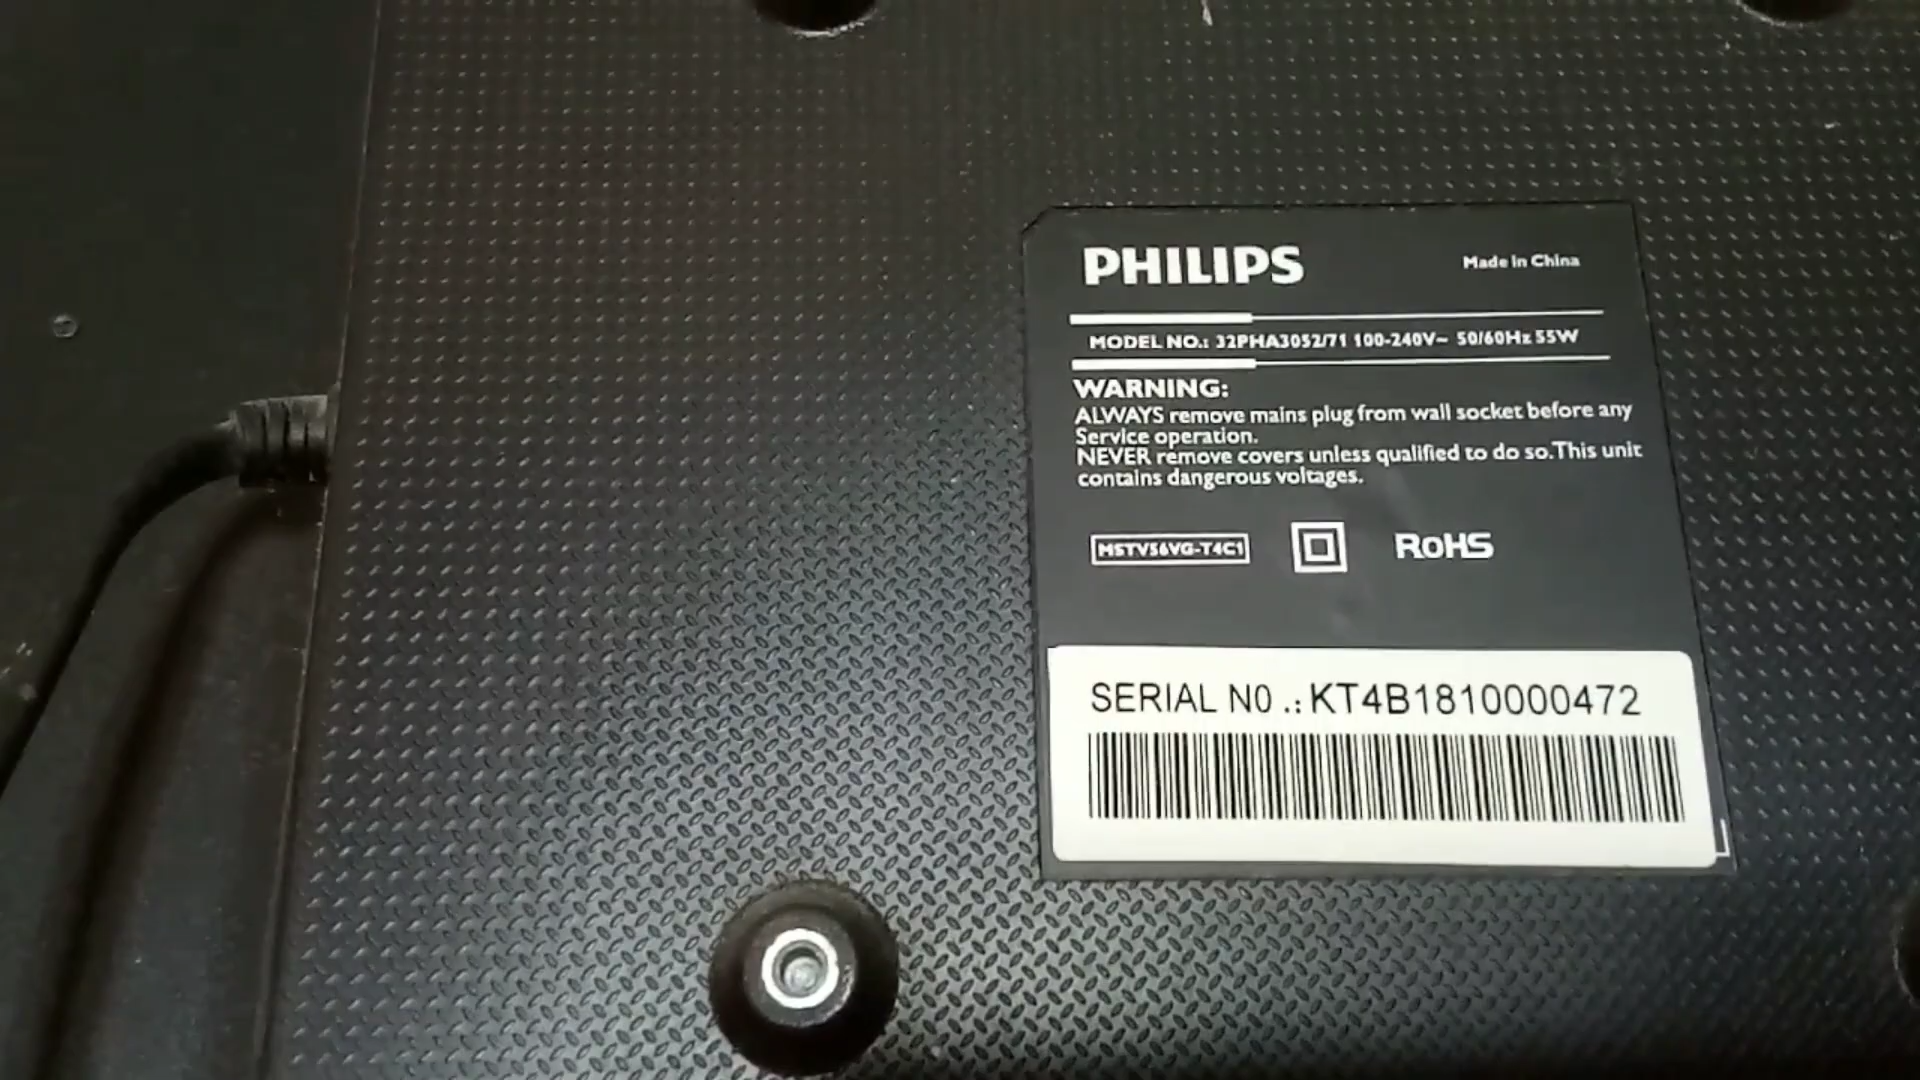 PHILIPS
Made in China
MODEL NO.: 32PHA3052/71 100-240V~ 50/60Hz 55W
WARNING:
ALWAYS remove mains plug from wall socket before any
Service operation.
NEVER remove covers unless qualified to do so.This unit
contains dangerous voltages.
MSTV56VG-T4C1
RoHS
SERIAL N0 .: KT4B1810000472